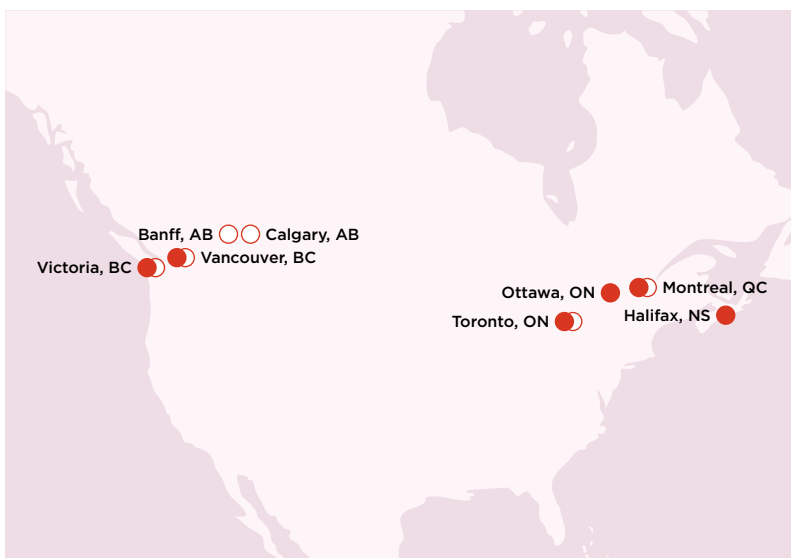 Banff, AB
Calgary, AB
Victoria, BC
Vancouver, BC
Ottawa, ON
Montreal, QC
Toronto, ON
Halifax, NS